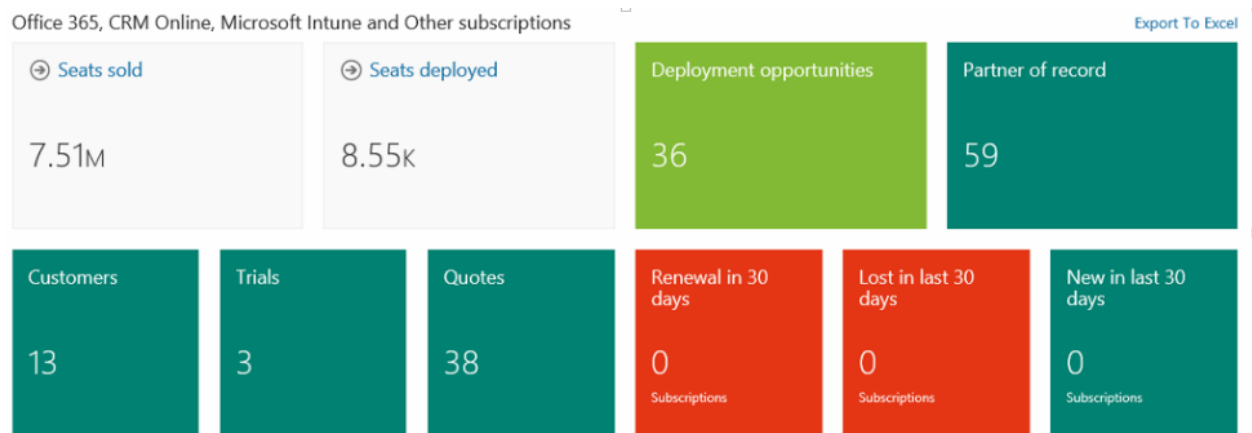 Office 365, CRM Online, Microsoft Intune and Other subscriptions
Export To Excel
Seats sold
7.51M
Seats deployed
8.55K
Deployment opportunities
36
Partner of record
59
Customers
13
Trials
3
Quotes
38
Renewal in 30
days
0
Subscriptions
Lost in last 30
days
0
Subscriptions
New in last 30
days
0
Subscriptions